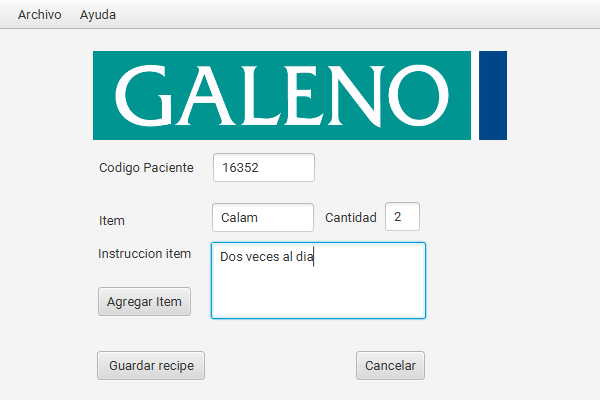 Archivo Ayuda
GALENO
Codigo Paciente 16352
Item Calam Cantidad 2
Instruccion item Dos veces al dia
Agregar Item
Guardar recipe Cancelar